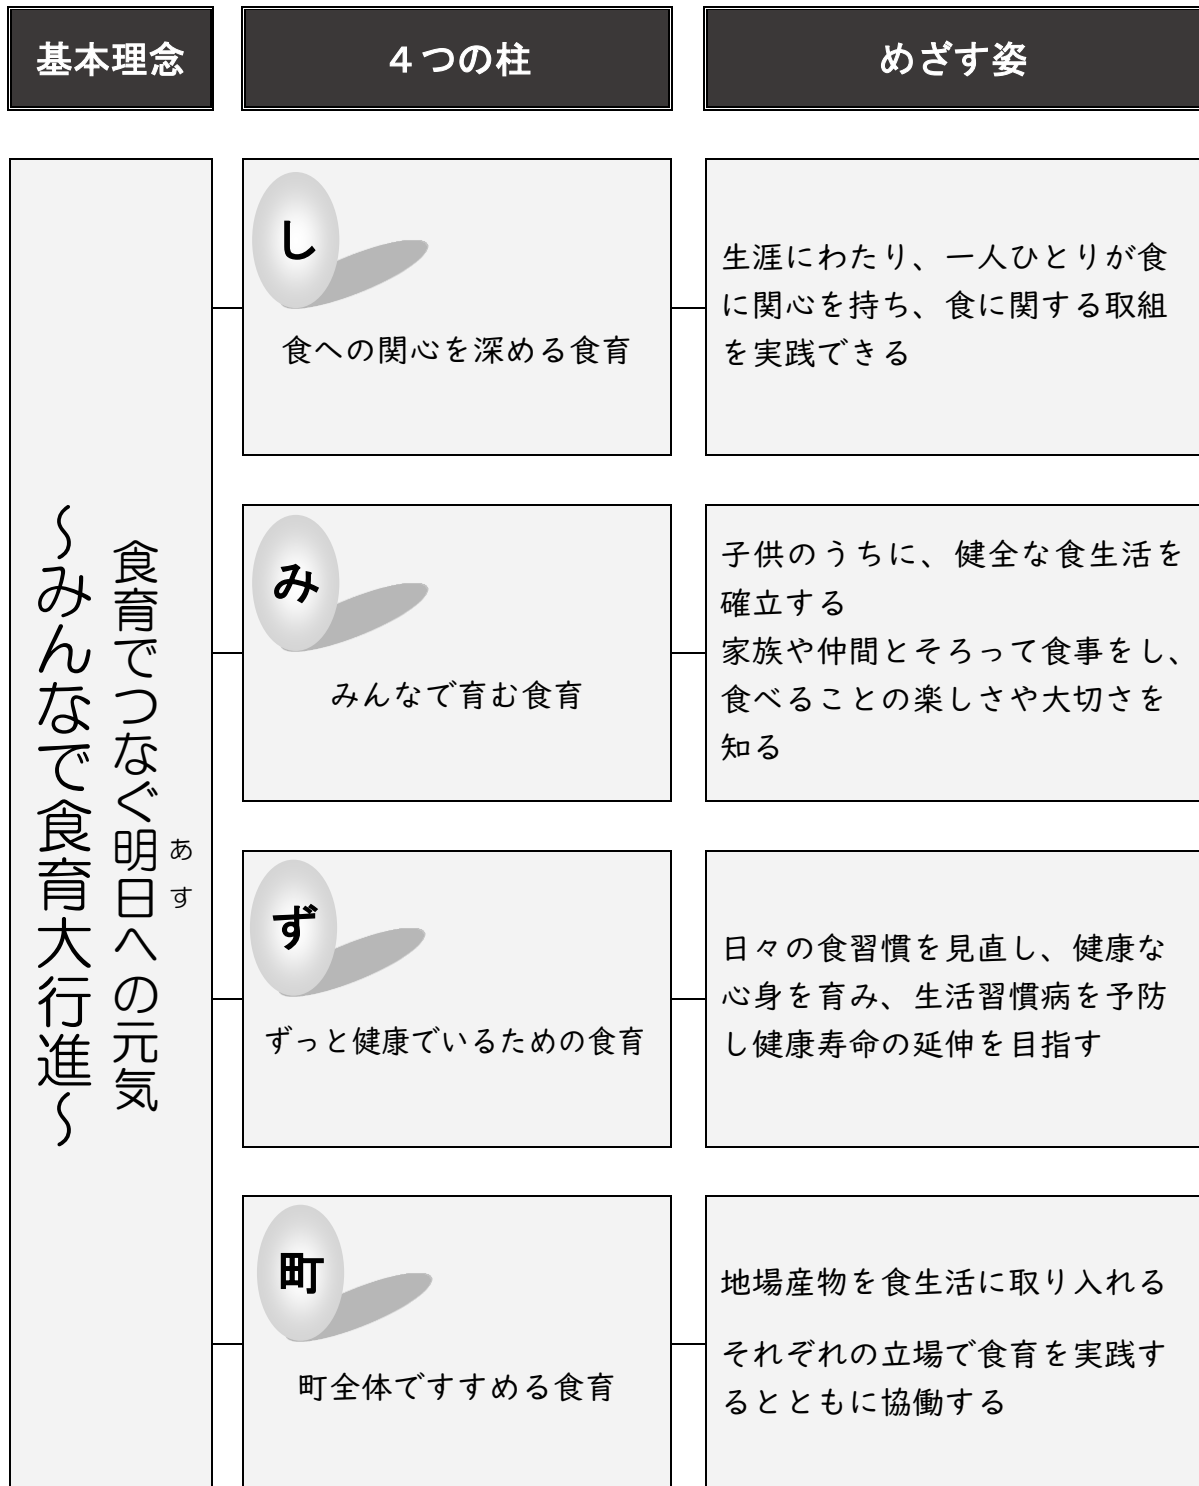 基本理念
４つの柱
めざす姿
食育でつなぐ明日への元気
あす
～みんなで食育大行進～
し
食への関心を深める食育
生涯にわたり、一人ひとりが食
に関心を持ち、食に関する取組
を実践できる
み
みんなで育む食育
子供のうちに、健全な食生活を
確立する
家族や仲間とそろって食事をし、
食べることの楽しさや大切さを
知る
ず
ずっと健康でいるための食育
日々の食習慣を見直し、健康な
心身を育み、生活習慣病を予防
し健康寿命の延伸を目指す
町
町全体ですすめる食育
地場産物を食生活に取り入れる
それぞれの立場で食育を実践す
るとともに協働する